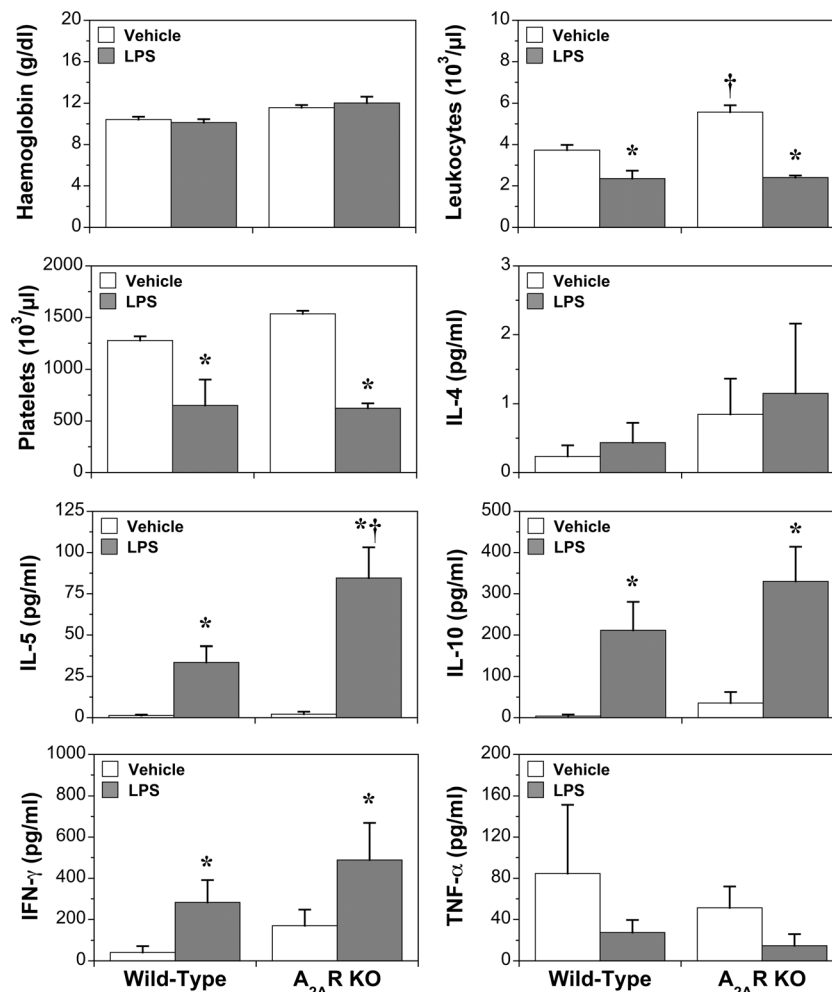 Haemoglobin (g/dl)
20
16
12
8
4
0
Vehicle
LPS
Leukocytes (10³/µl)
10
8
6
4
2
0
Vehicle
LPS
†
*
*
Platelets (10³/µl)
2000
1500
1000
500
0
Vehicle
LPS
*
*
IL-4 (pg/ml)
3
2
1
0
Vehicle
LPS
IL-5 (pg/ml)
125
100
75
50
25
0
Vehicle
LPS
*
*†
IL-10 (pg/ml)
500
400
300
200
100
0
Vehicle
LPS
*
*
IFN-γ (pg/ml)
1000
800
600
400
200
0
Vehicle
LPS
*
*
Wild-Type
A₂ₐR KO
TNF-α (pg/ml)
200
160
120
80
40
0
Vehicle
LPS
Wild-Type
A₂ₐR KO